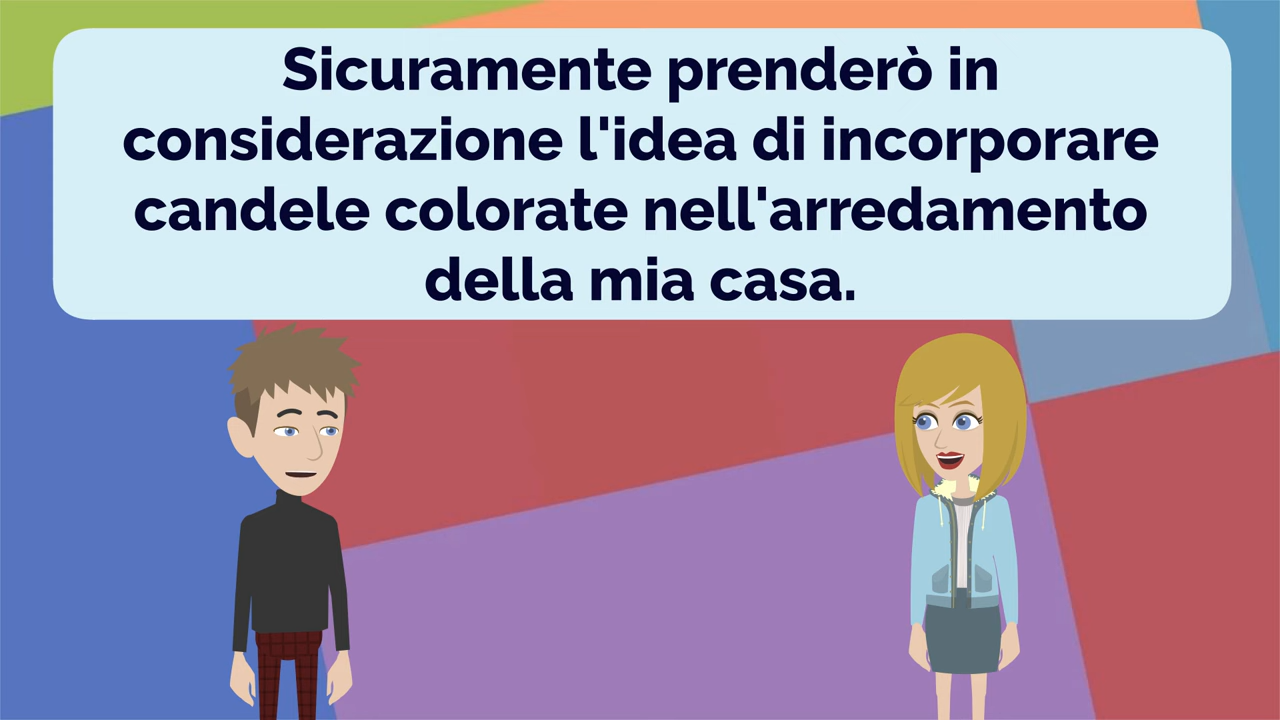 Sicuramente prenderò in
considerazione l'idea di incorporare
candele colorate nell'arredamento
della mia casa.